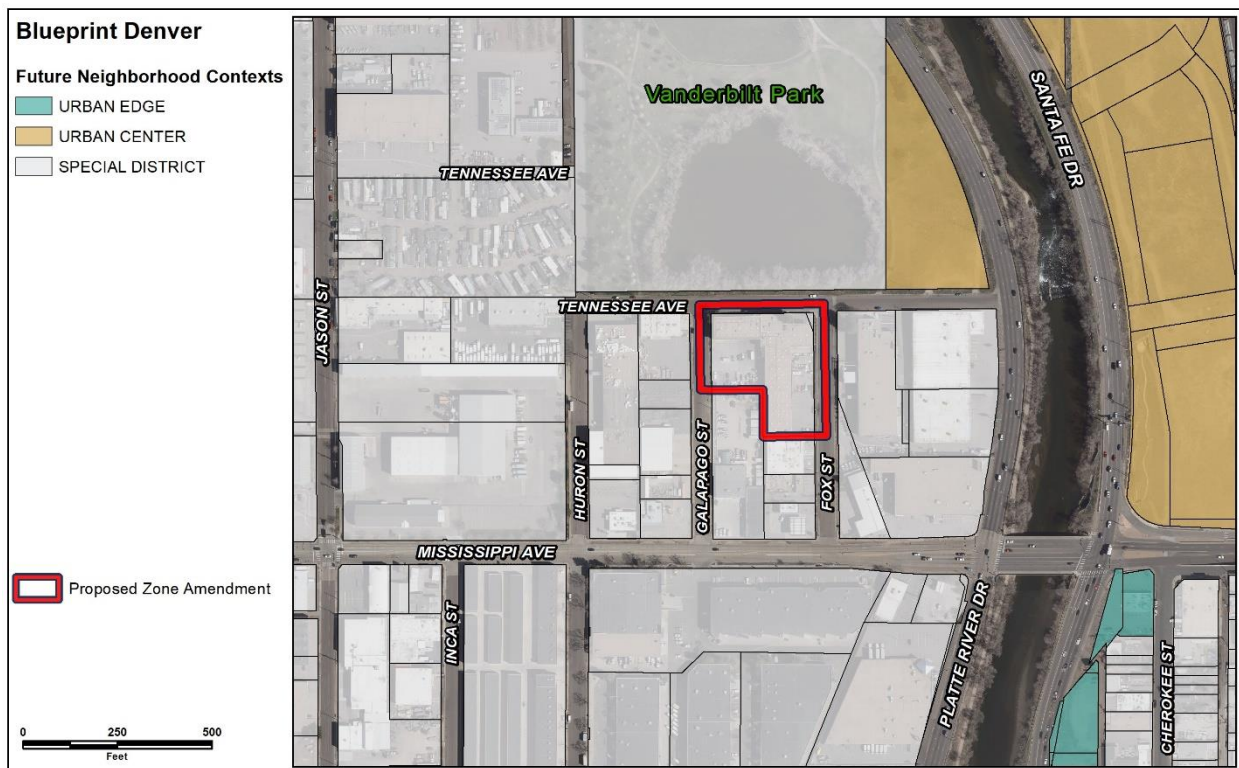 Blueprint Denver
Future Neighborhood Contexts
URBAN EDGE
URBAN CENTER
SPECIAL DISTRICT
Proposed Zone Amendment
0 250 500
Feet
Vanderbilt Park
SANTA FE DR
TENNESSEE AVE
JASON ST
TENNESSEE AVE
HURON ST
GALAPAGO ST
FOX ST
MISSISSIPPI AVE
INCA ST
PLATTE RIVER DR
CHEROKEE ST